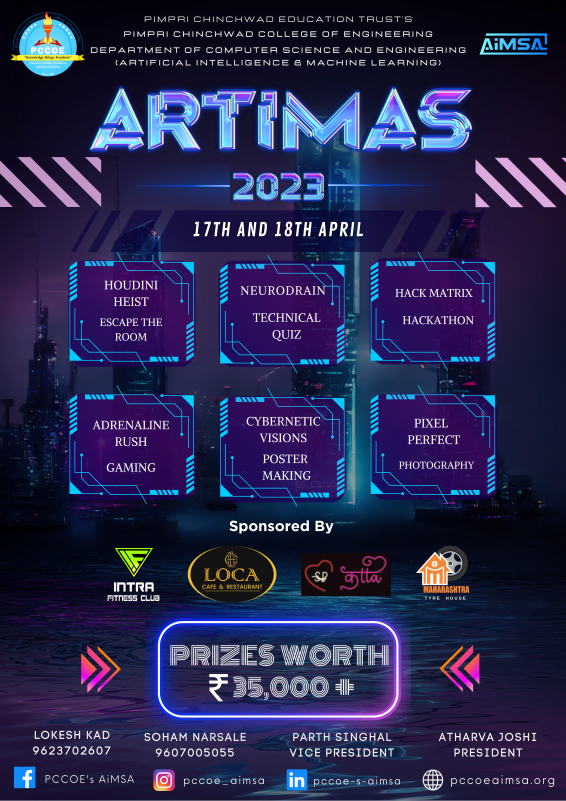 PIMPRI CHINCHWAD EDUCATION TRUST'S
PIMPRI CHINCHWAD COLLEGE OF ENGINEERING
DEPARTMENT OF COMPUTER SCIENCE AND ENGINEERING
(ARTIFICIAL INTELLIGENCE & MACHINE LEARNING)
PCCOE
"Knowledge Brings Freedom"
AiMSA
ARTIMAS
2023
17TH AND 18TH APRIL
HOUDINI
HEIST
ESCAPE THE
ROOM
NEURODRAIN
TECHNICAL
QUIZ
HACK MATRIX
HACKATHON
ADRENALINE
RUSH
GAMING
CYBERNETIC
VISIONS
POSTER
MAKING
PIXEL
PERFECT
PHOTOGRAPHY
Sponsored By
INTRA
FITNESS CLUB
LOCA
CAFE & RESTAURANT
कट्टा
MAHARASHTRA
TYRE HOUSE
PRIZES WORTH
₹ 35,000 +
LOKESH KAD
9623702607
SOHAM NARSALE
9607005055
PARTH SINGHAL
VICE PRESIDENT
ATHARVA JOSHI
PRESIDENT
PCCOE's AiMSA
pccoe_aimsa
pccoe-s-aimsa
pccoeaimsa.org